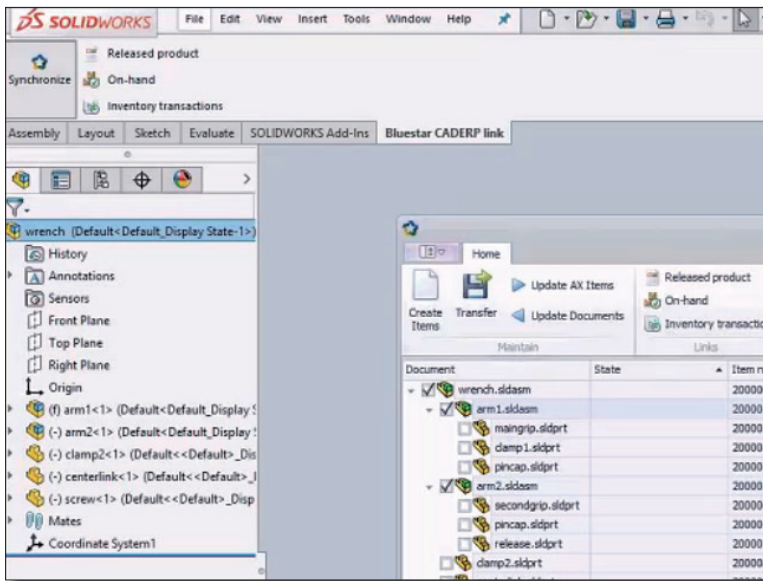 SOLIDWORKS File Edit View Insert Tools Window Help
Released product
Synchronize On-hand
Inventory transactions
Assembly Layout Sketch Evaluate SOLIDWORKS Add-Ins Bluestar CADERP link
wrench (Default<Default_Display State-1>)
History
Annotations
Sensors
Front Plane
Top Plane
Right Plane
Origin
(f) arm1<1> (Default<Default_Display
(-) arm2<1> (Default<Default_Display
(-) clamp2<1> (Default<<Default>_Dis
(-) centerlink<1> (Default<<Default>_
(-) screw<1> (Default<<Default>_Disp
Mates
Coordinate System1
Home
Create Items
Transfer
Update AX Items
Update Documents
Maintain
Released product
On-hand
Inventory transactio
Links
Document State Item n
wrench.sldasm 20000
arm1.sldasm 20000
maingrip.sldprt 20000
clamp1.sldprt 20000
pincap.sldprt 20000
arm2.sldasm 20000
secondgrip.sldprt 20000
pincap.sldprt 20000
release.sldprt 20000
clamp2.sldprt 20000